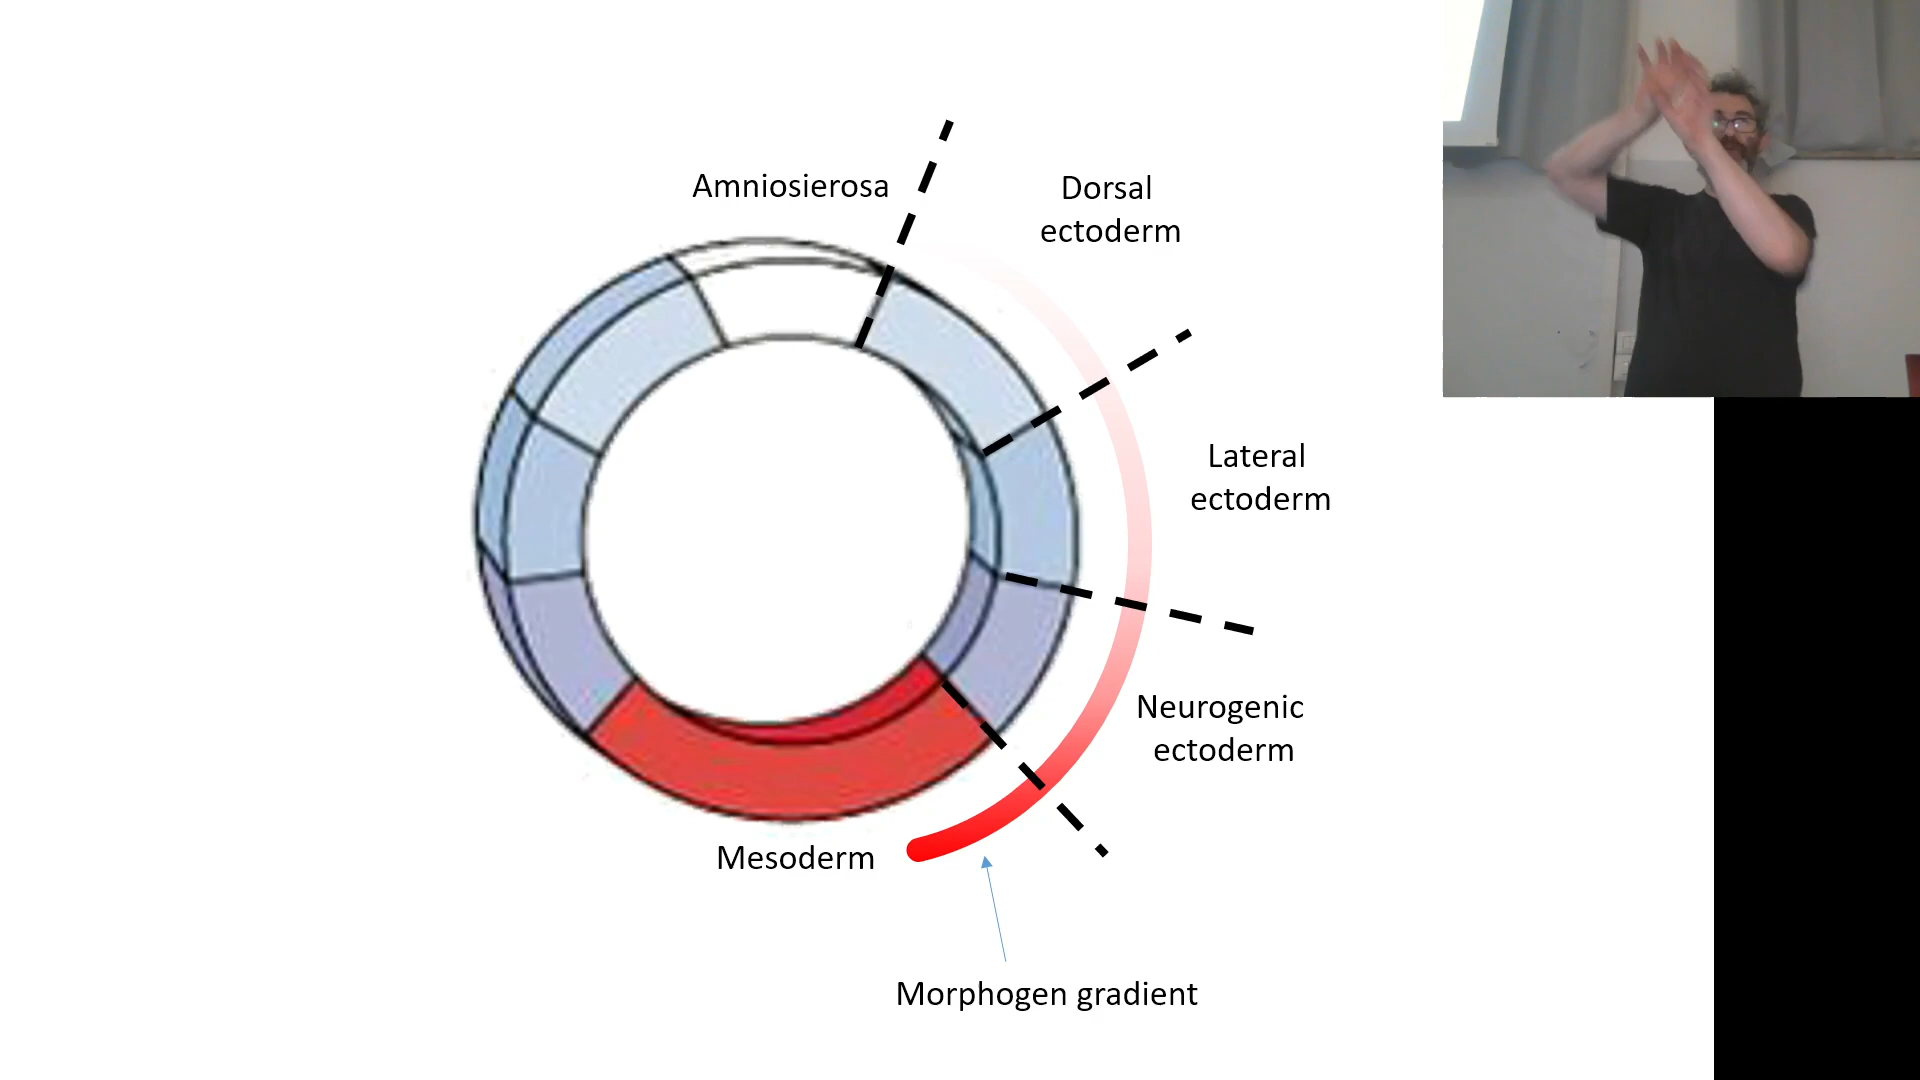 Amniosierosa
Dorsal
ectoderm
Lateral
ectoderm
Neurogenic
ectoderm
Mesoderm
Morphogen gradient